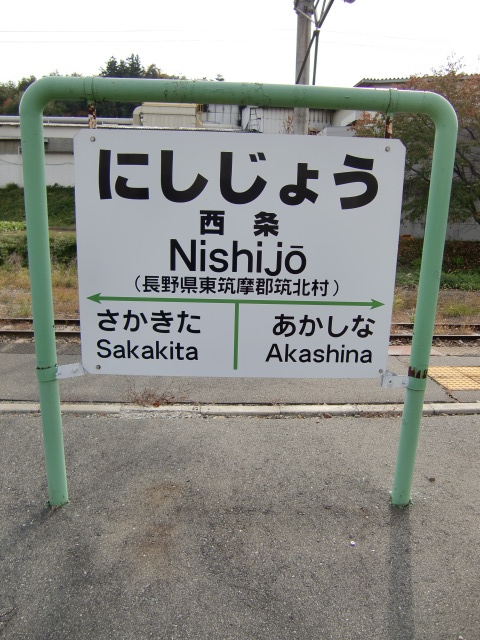 にしじょう
西条
Nishijō
（長野県東筑摩郡筑北村）
さかきた あかしな
Sakakita Akashina